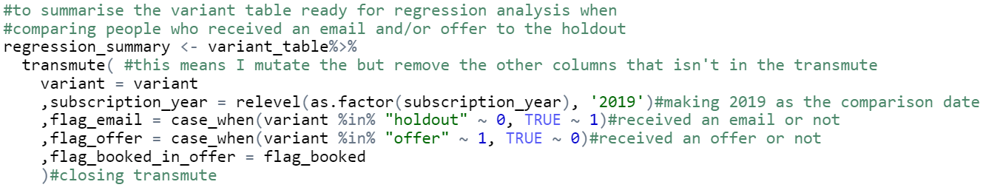 #to summarise the variant table ready for regression analysis when
#comparing people who received an email and/or offer to the holdout
regression_summary <- variant_table%>%
  transmute( #this means I mutate the but remove the other columns that isn't in the transmute
    variant = variant
    ,subscription_year = relevel(as.factor(subscription_year), '2019')#making 2019 as the comparison date
    ,flag_email = case_when(variant %in% "holdout" ~ 0, TRUE ~ 1)#received an email or not
    ,flag_offer = case_when(variant %in% "offer" ~ 1, TRUE ~ 0)#received an offer or not
    ,flag_booked_in_offer = flag_booked
    )#closing transmute